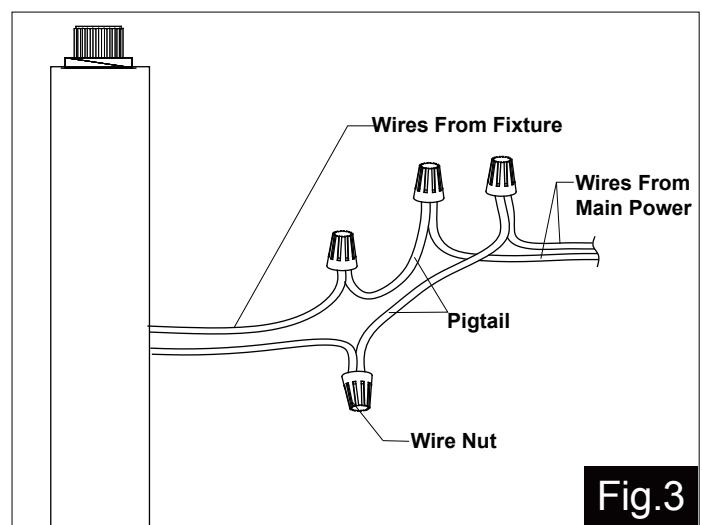 Wires From Fixture
Wires From
Main Power
Pigtail
Wire Nut
Fig.3